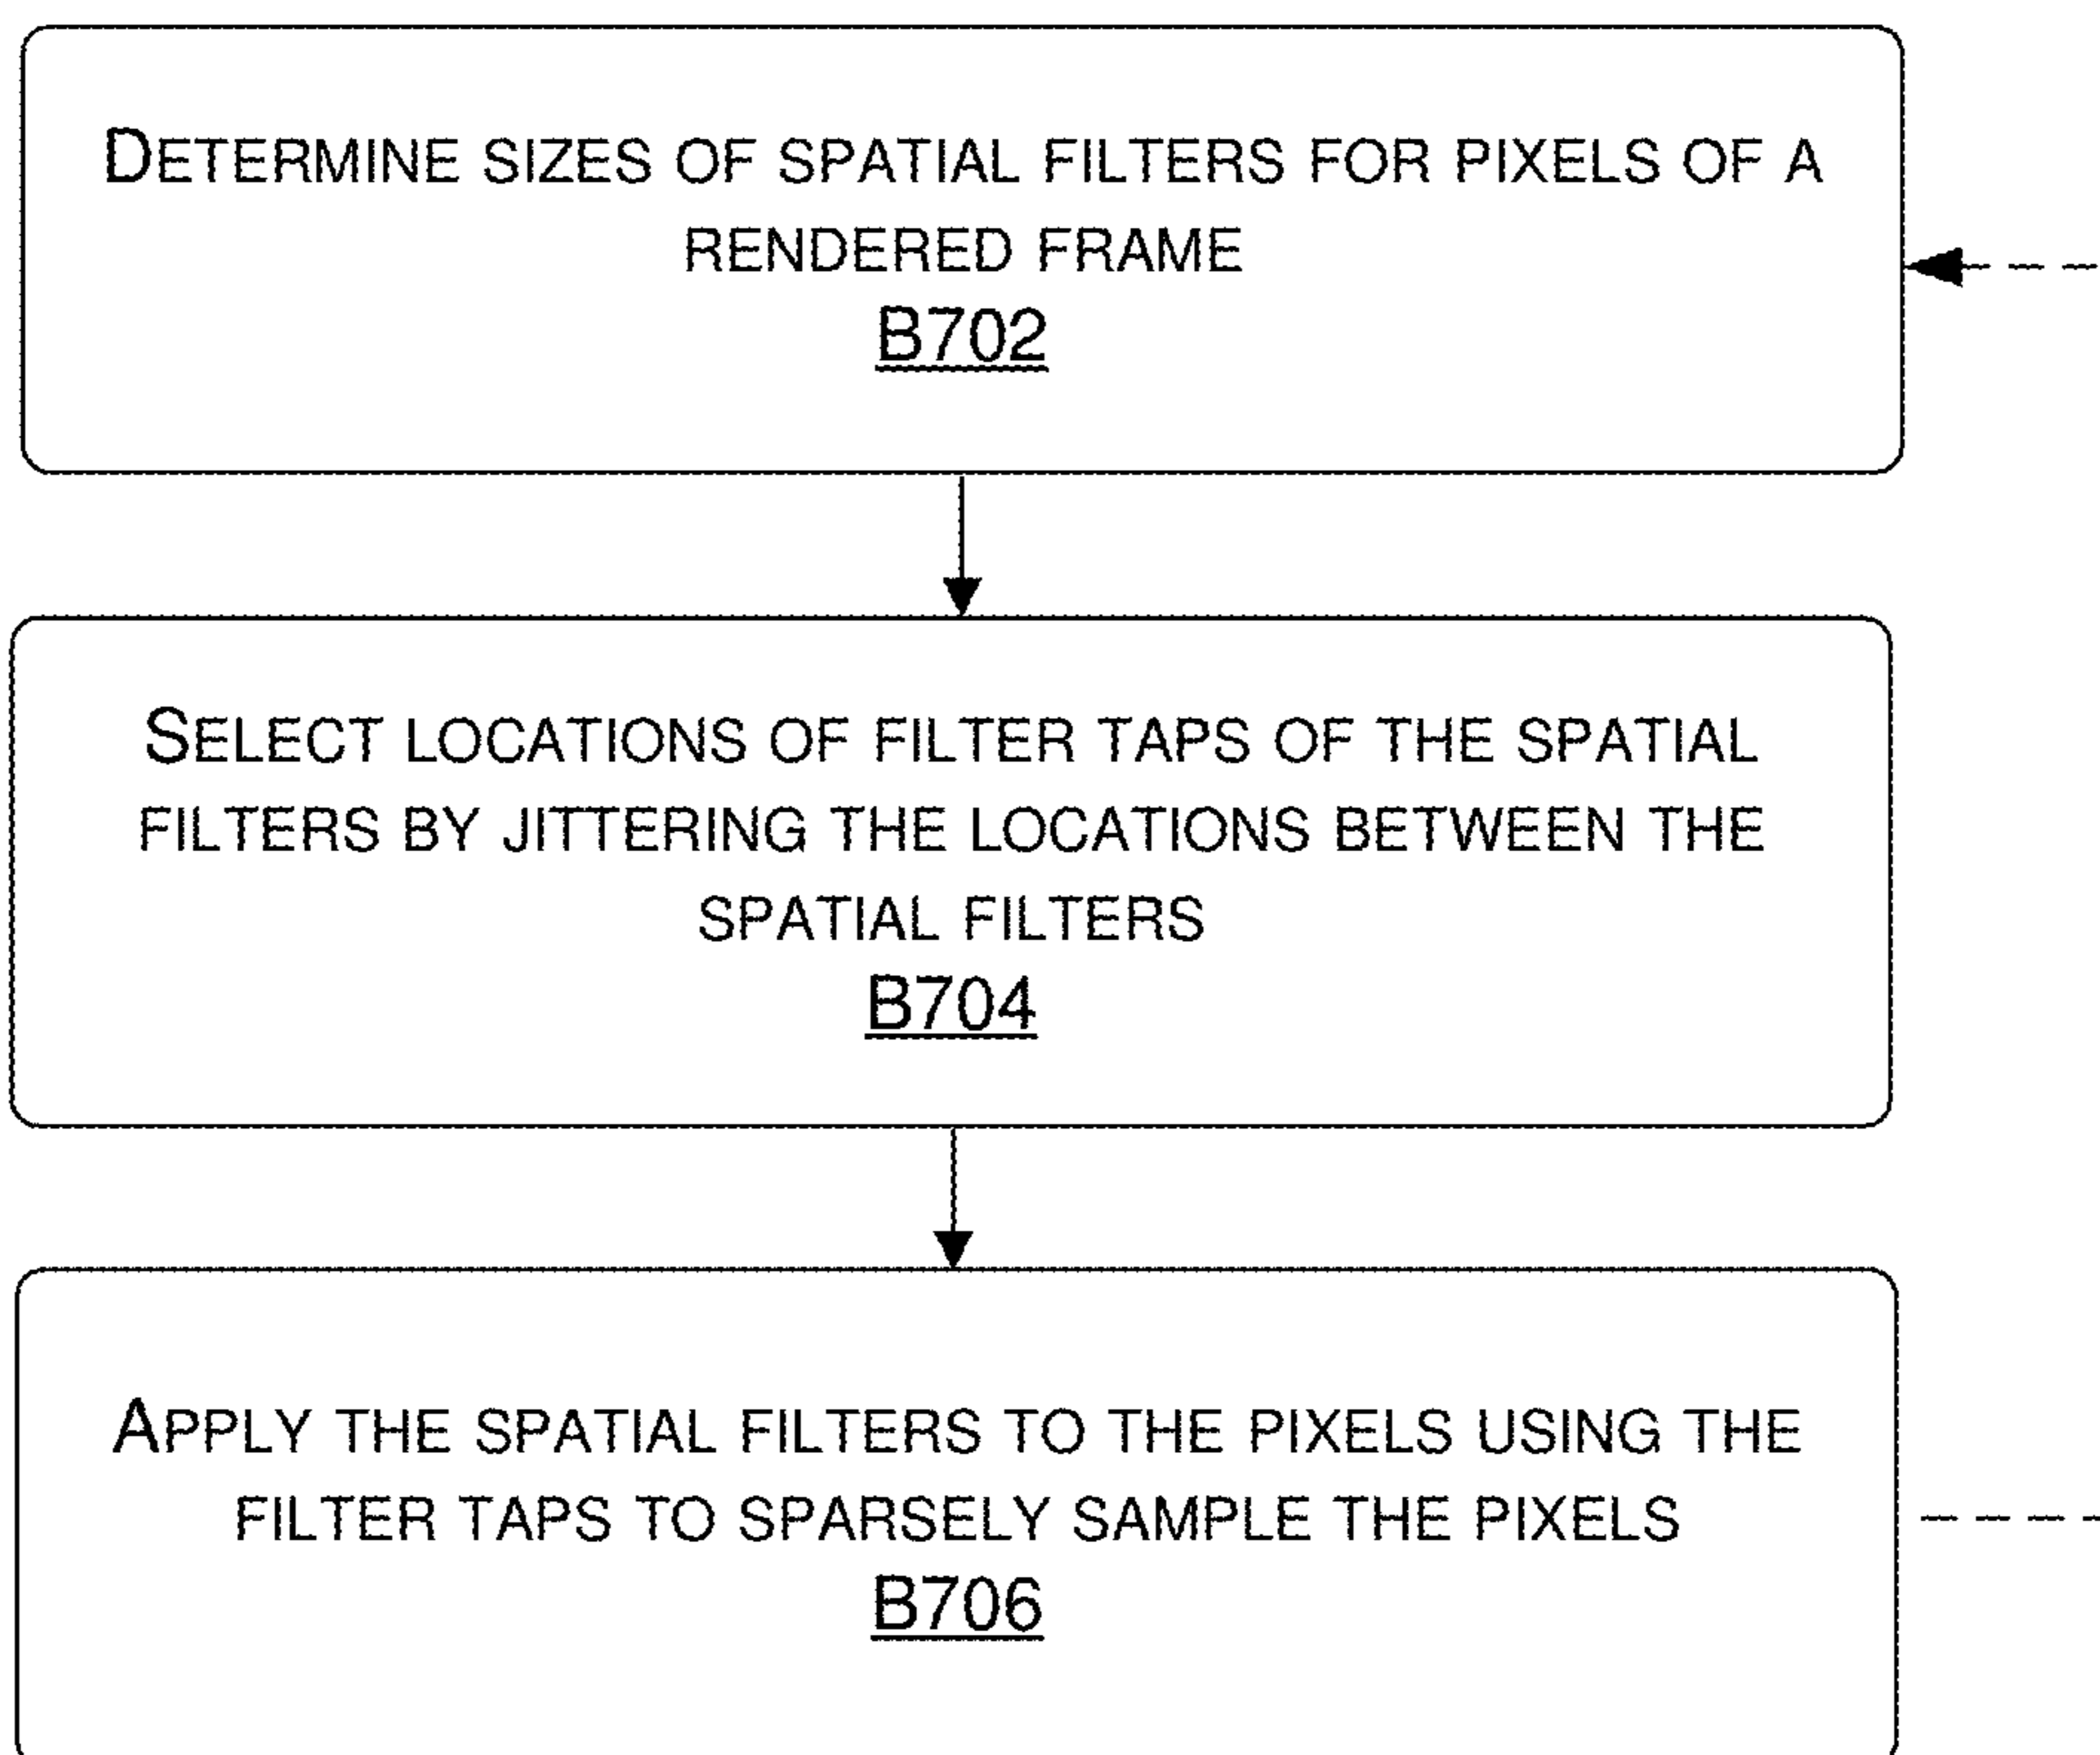 DETERMINE SIZES OF SPATIAL FILTERS FOR PIXELS OF A
RENDERED FRAME
B702
SELECT LOCATIONS OF FILTER TAPS OF THE SPATIAL
FILTERS BY JITTERING THE LOCATIONS BETWEEN THE
SPATIAL FILTERS
B704
APPLY THE SPATIAL FILTERS TO THE PIXELS USING THE
FILTER TAPS TO SPARSELY SAMPLE THE PIXELS
B706